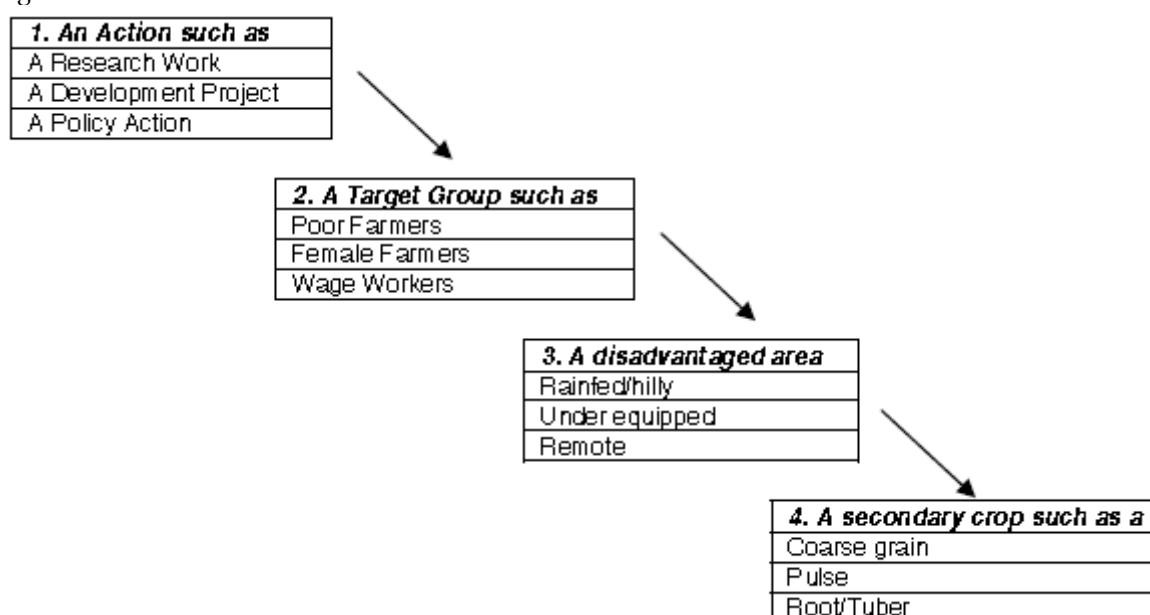 1. An Action such as
A Research Work
A Development Project
A Policy Action
2. A Target Group such as
Poor Farmers
Female Farmers
Wage Workers
3. A disadvantaged area
Rainfed/hilly
Under equipped
Remote
4. A secondary crop such as a
Coarse grain
Pulse
Root/Tuber